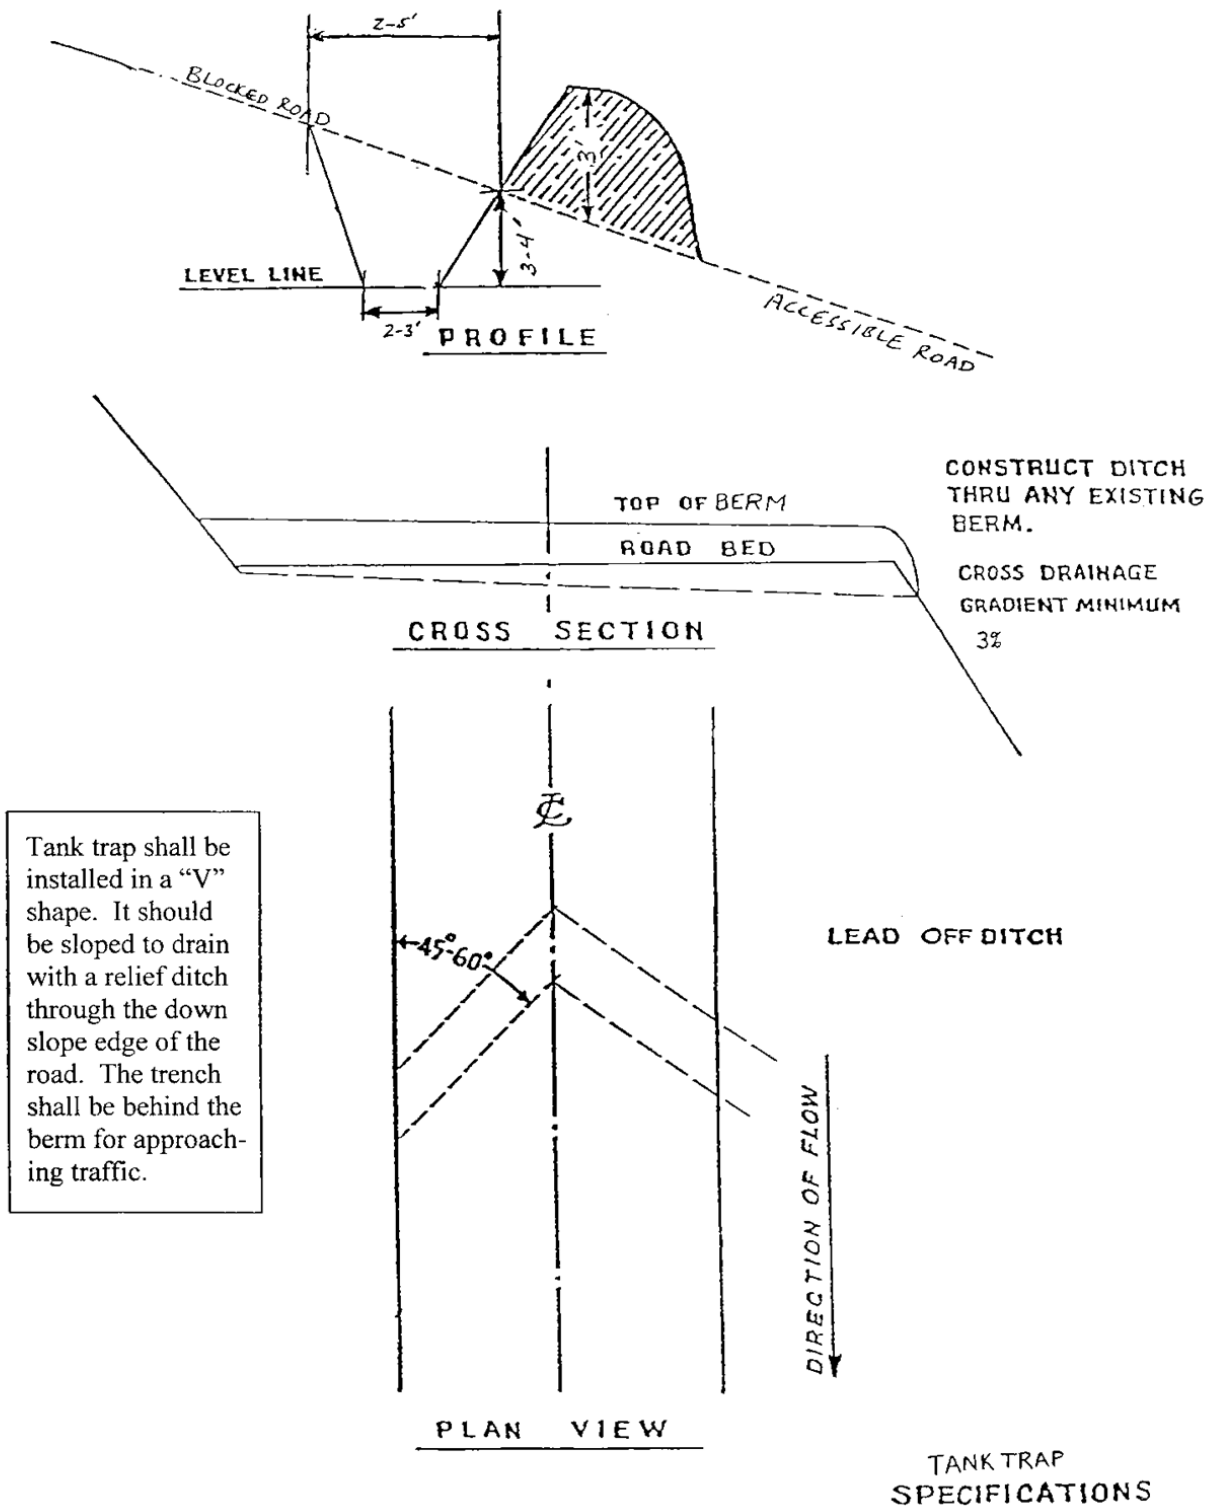 2-5'
BLOCKED ROAD
3'
3-4'
LEVEL LINE
2-3'
PROFILE
ACCESSIBLE ROAD
CONSTRUCT DITCH
THRU ANY EXISTING
BERM.
TOP OF BERM
ROAD BED
CROSS DRAINAGE
GRADIENT MINIMUM
3%
CROSS SECTION
CL
Tank trap shall be
installed in a “V”
shape. It should
be sloped to drain
with a relief ditch
through the down
slope edge of the
road. The trench
shall be behind the
berm for approach-
ing traffic.
45°-60°
LEAD OFF DITCH
DIRECTION OF FLOW
PLAN VIEW
TANK TRAP
SPECIFICATIONS